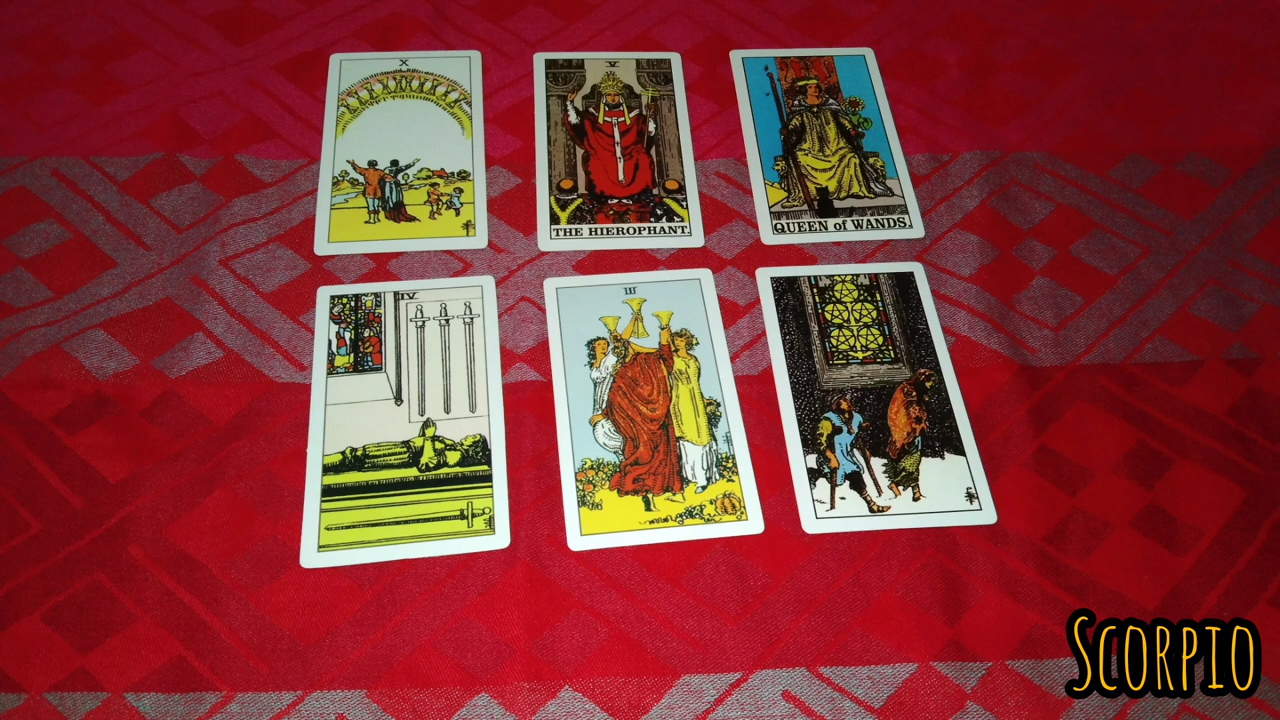 X
V
THE HIEROPHANT.
QUEEN of WANDS.
IV
III
SCORPIO